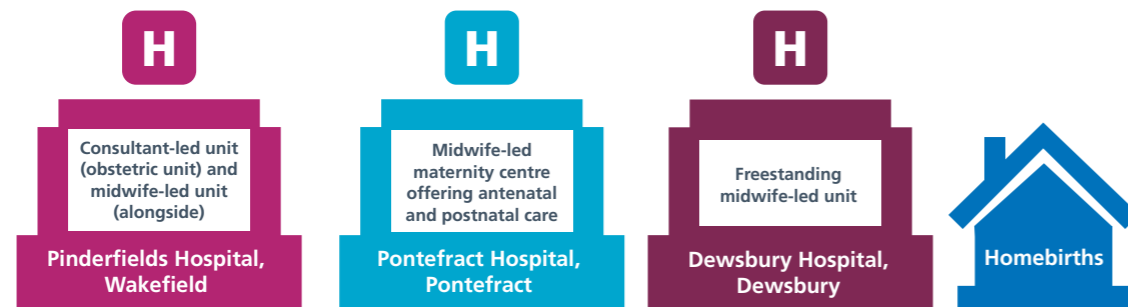 H
Consultant-led unit
(obstetric unit) and
midwife-led unit
(alongside)
Pinderfields Hospital,
Wakefield
H
Midwife-led
maternity centre
offering antenatal
and postnatal care
Pontefract Hospital,
Pontefract
H
Freestanding
midwife-led unit
Dewsbury Hospital,
Dewsbury
Homebirths